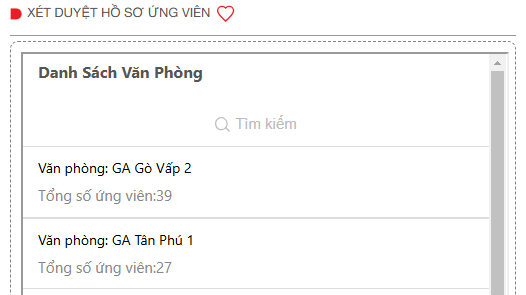 XÉT DUYỆT HỒ SƠ ỨNG VIÊN
Danh Sách Văn Phòng
Tìm kiếm
Văn phòng: GA Gò Vấp 2
Tổng số ứng viên:39
Văn phòng: GA Tân Phú 1
Tổng số ứng viên:27